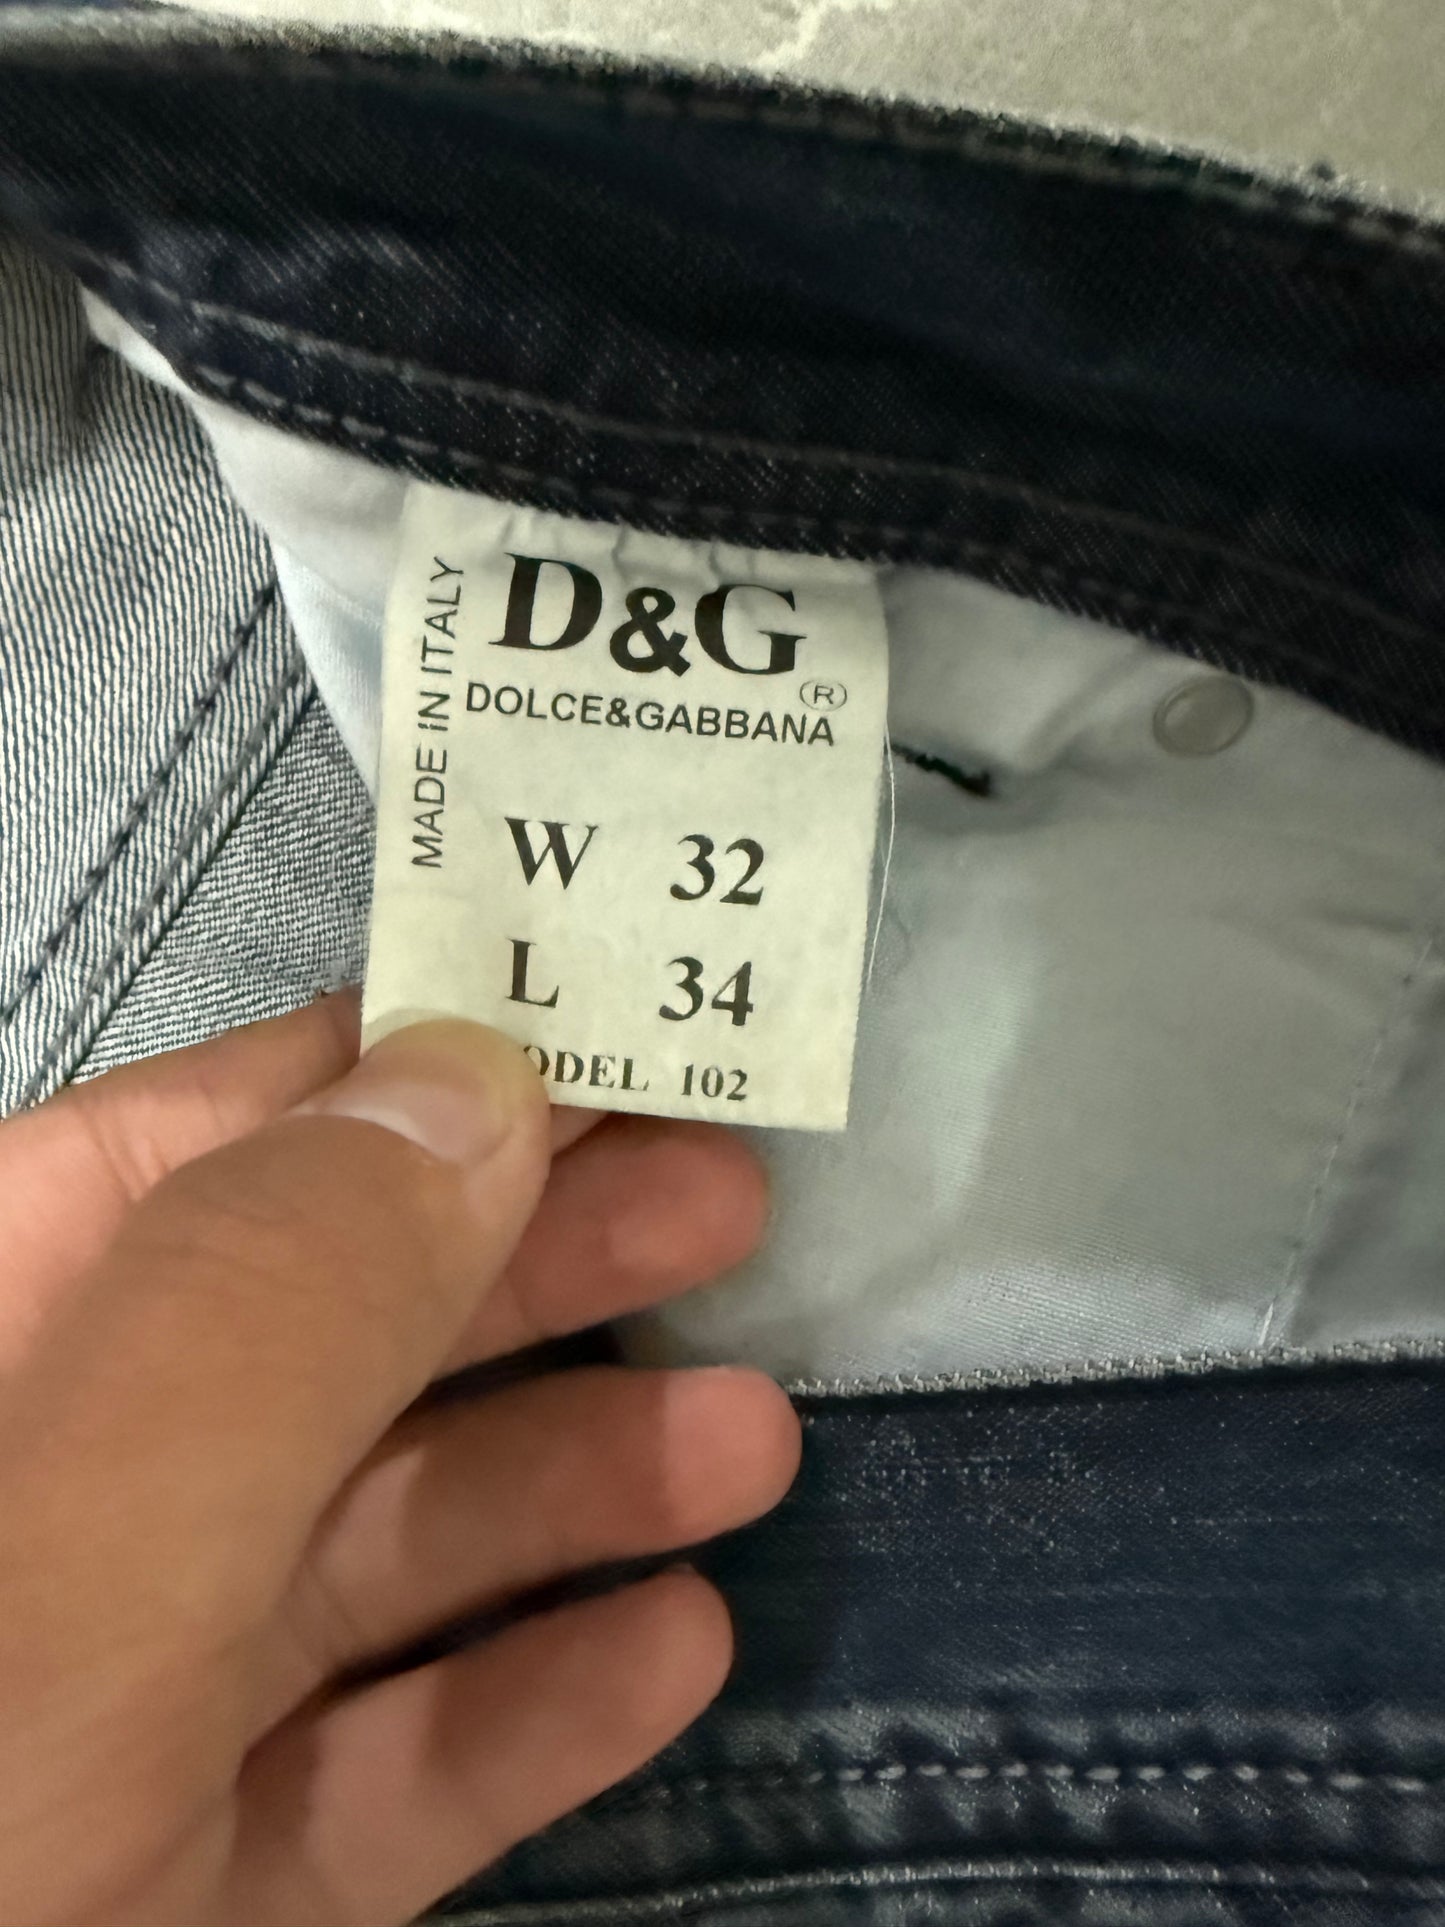 D&G
®
DOLCE&GABBANA
MADE IN ITALY
W 32
L 34
ODEL 102